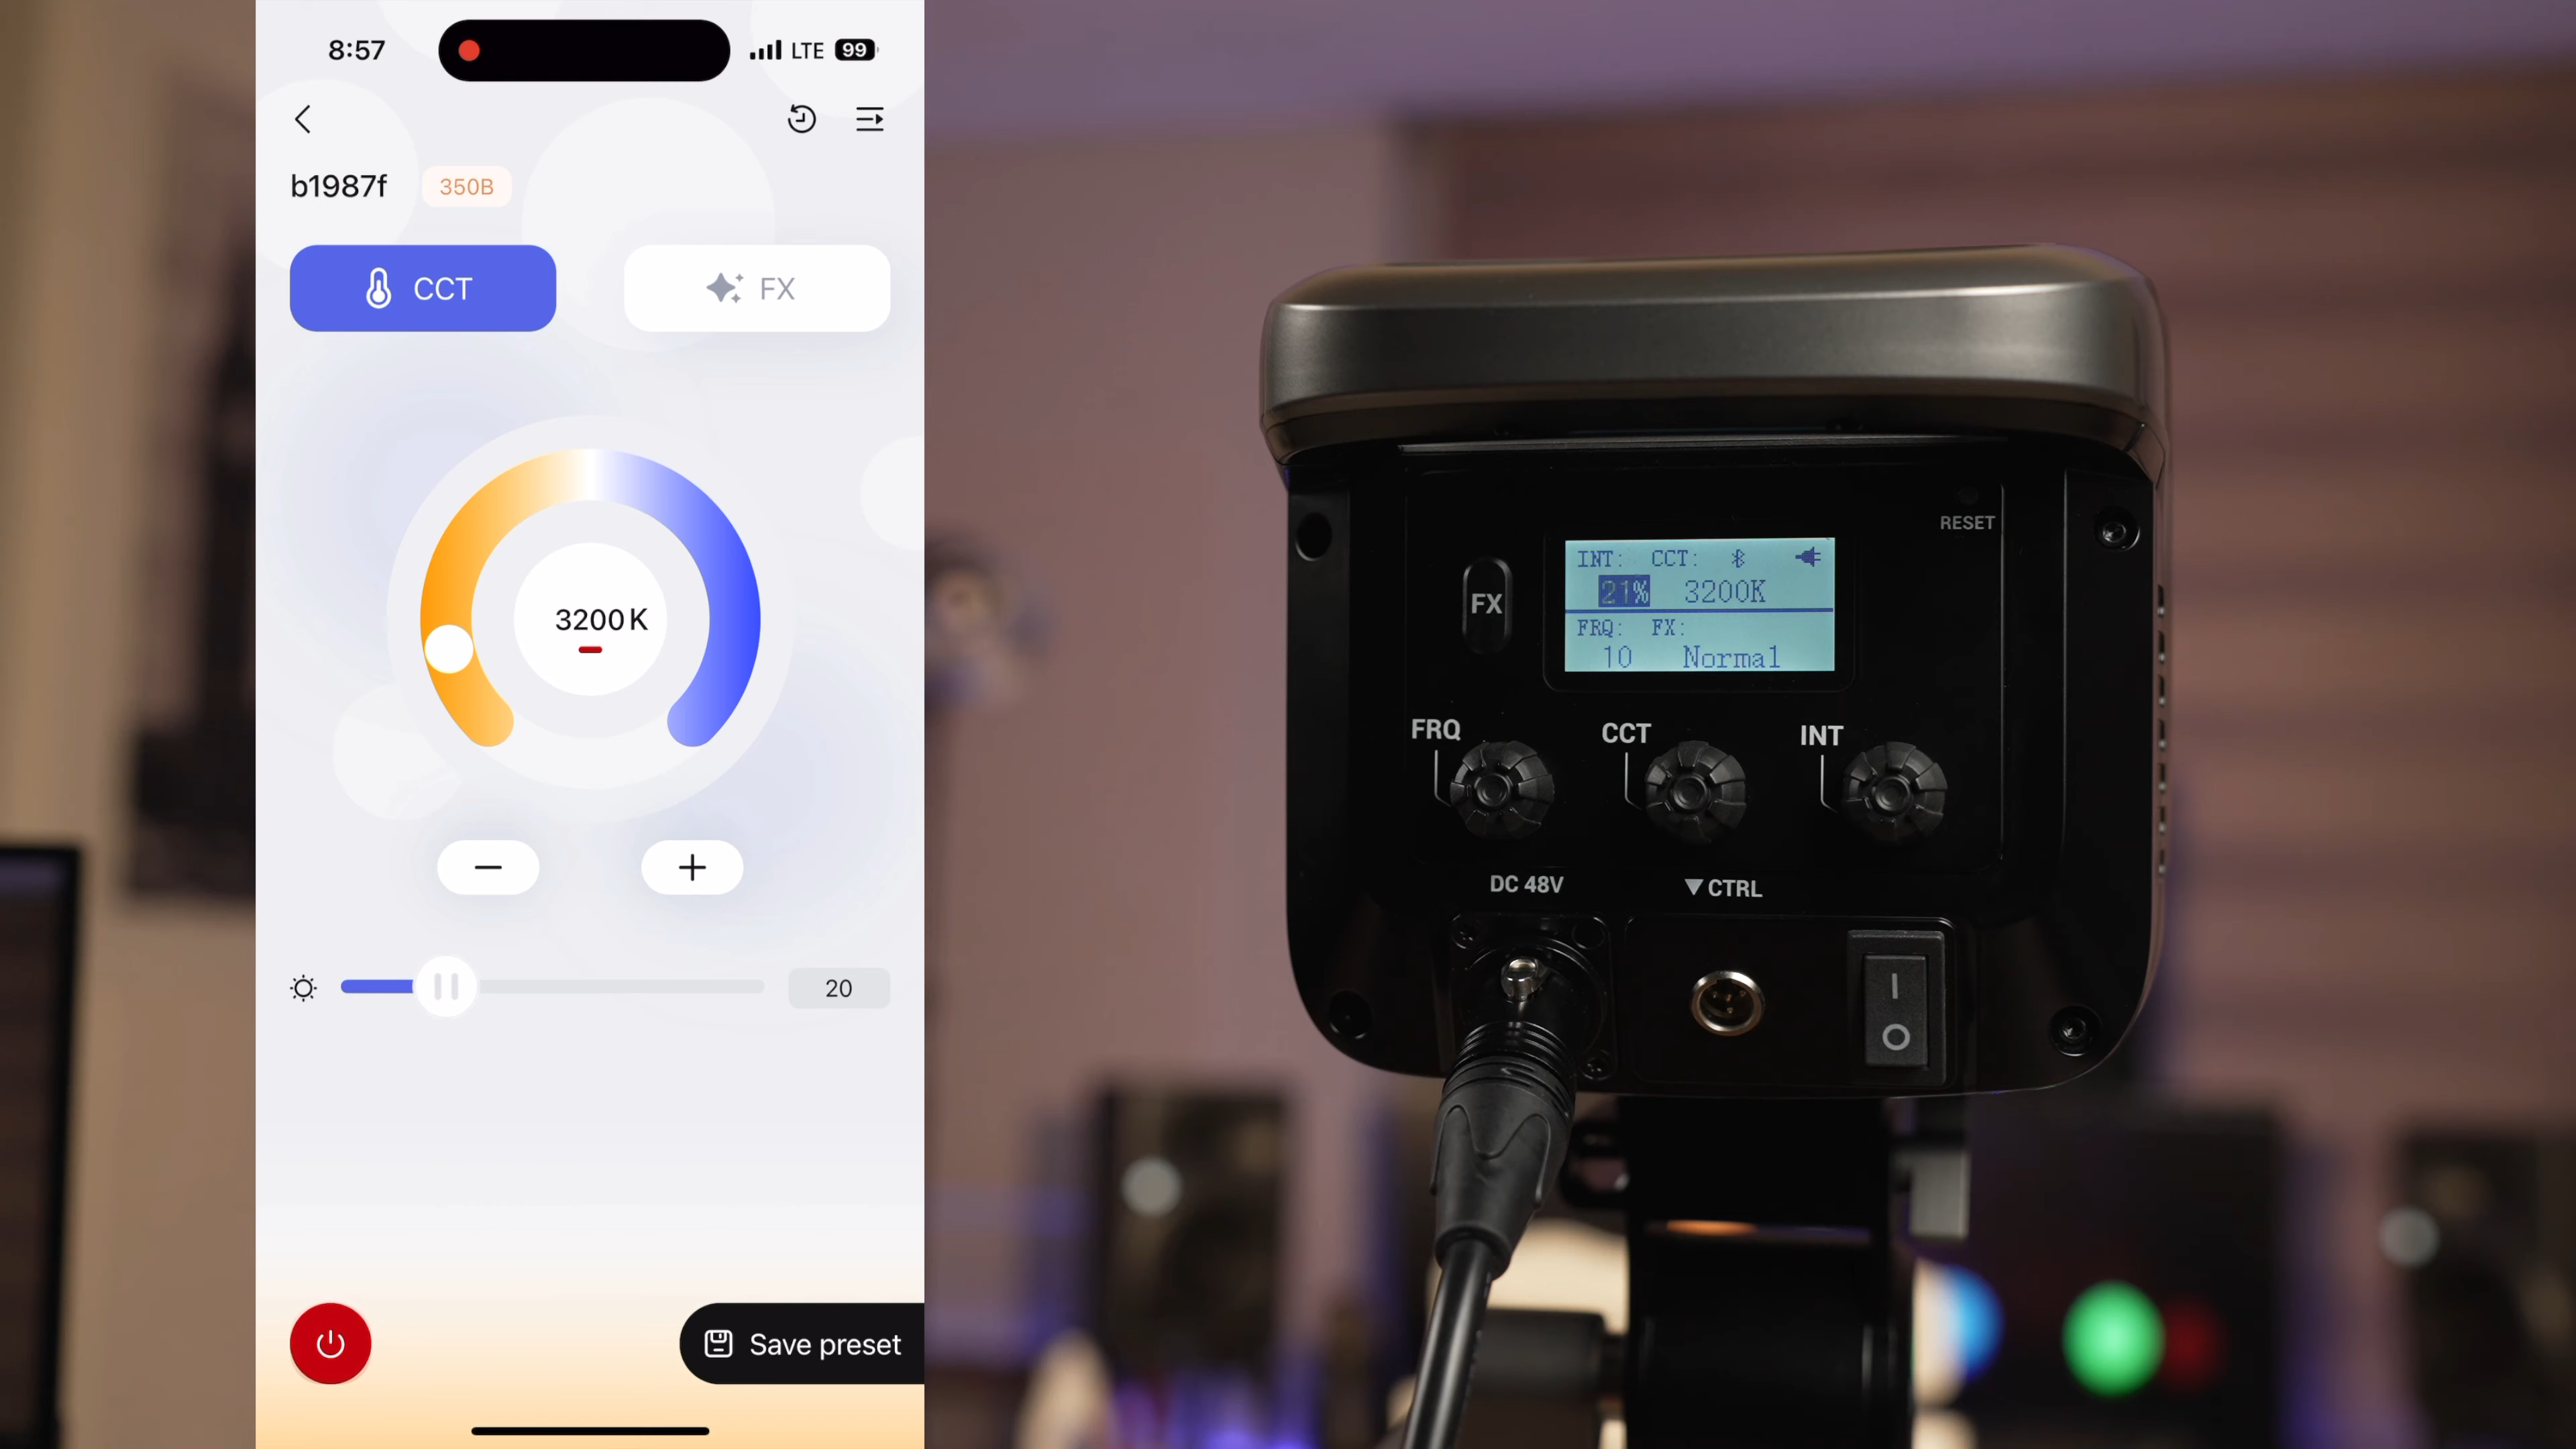 8:57
LTE 99
b1987f 350B
CCT FX
3200 K
20
Save preset
RESET
INT: CCT:
21% 3200K
FRQ: FX:
10 Normal
FX
FRQ CCT INT
DC 48V ▼ CTRL